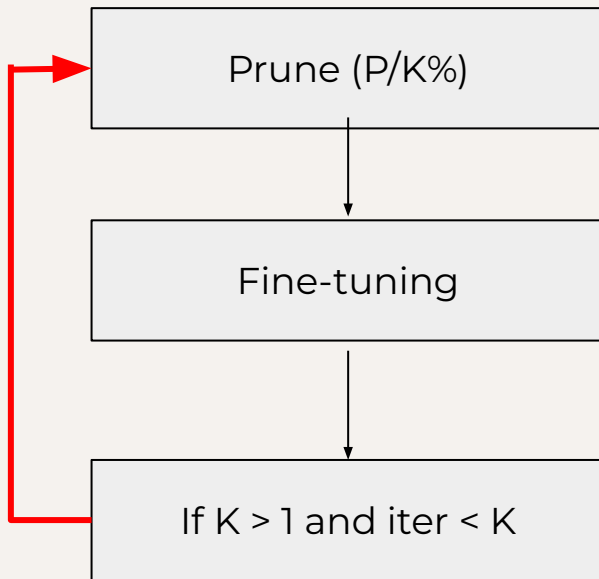 Prune (P/K%)
Fine-tuning
If K > 1 and iter < K